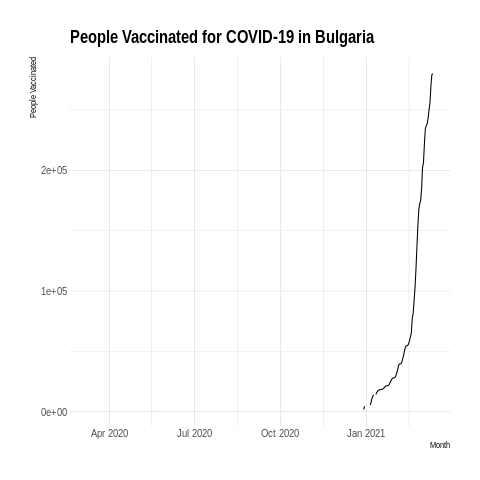 People Vaccinated for COVID-19 in Bulgaria
People Vaccinated
2e+05
1e+05
0e+00
Apr 2020
Jul 2020
Oct 2020
Jan 2021
Month